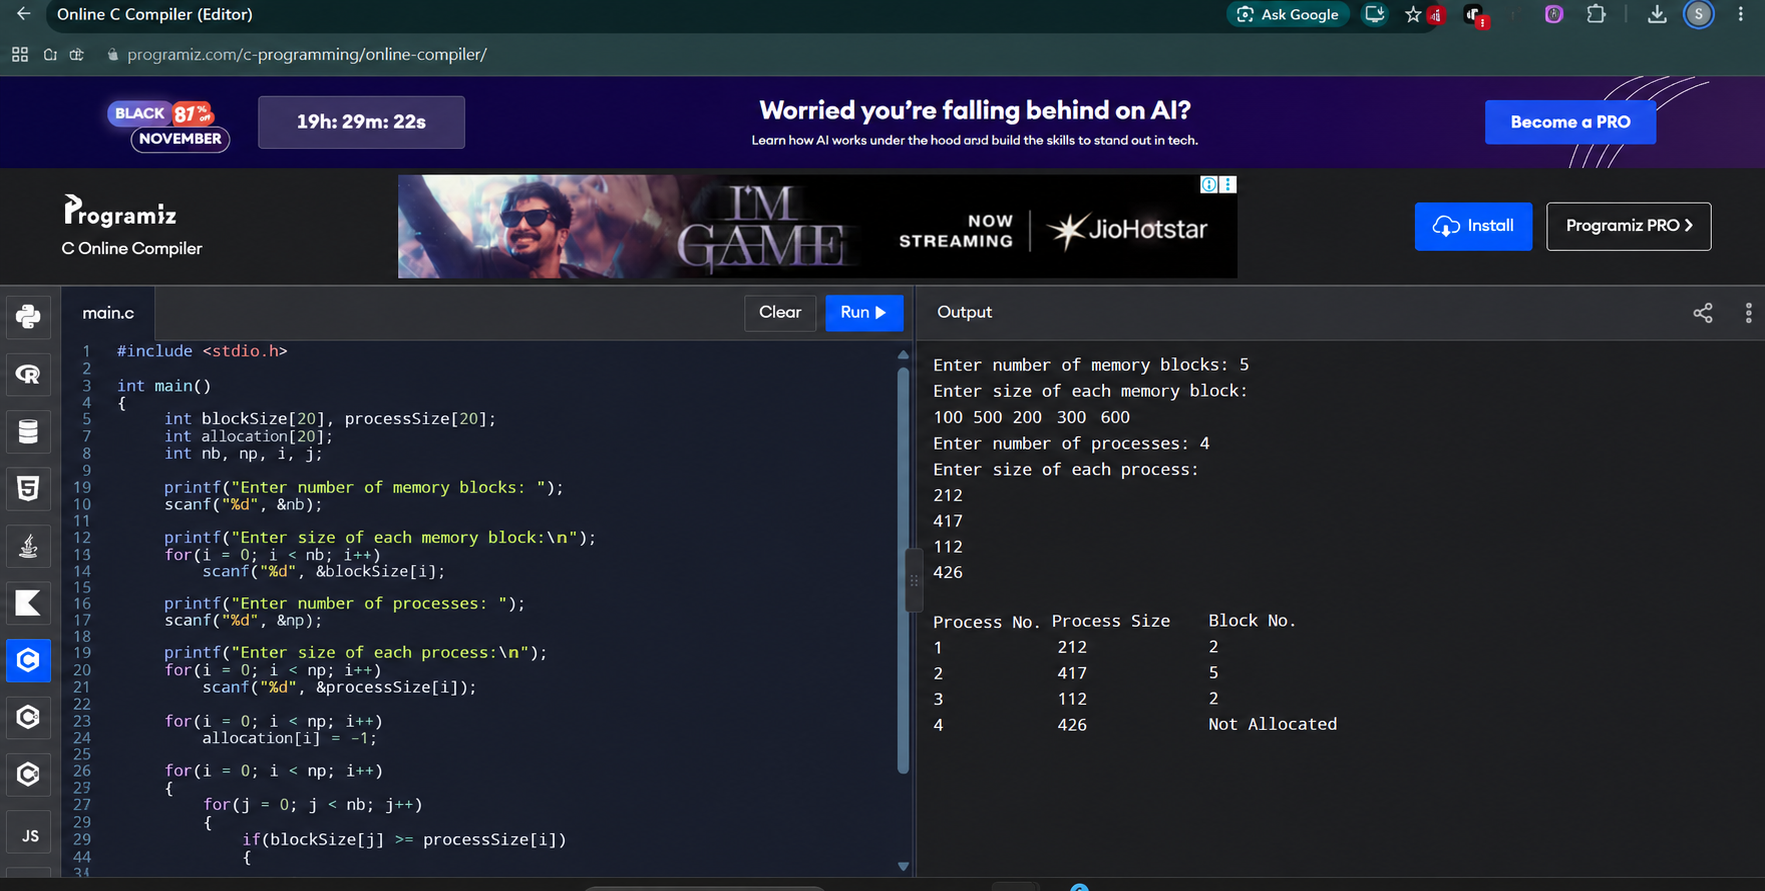 Online C Compiler (Editor)
Ask Google
S
programiz.com/c-programming/online-compiler/
BLACK 87% off
NOVEMBER
19h: 29m: 22s
Worried you’re falling behind on AI?
Learn how AI works under the hood and build the skills to stand out in tech.
Become a PRO
Programiz
C Online Compiler
I'M GAME
NOW STREAMING
JioHotstar
Install
Programiz PRO
main.c
Clear
Run
Output
1 #include <stdio.h>
2
3 int main()
4 {
5 int blockSize[20], processSize[20];
7 int allocation[20];
8 int nb, np, i, j;
9
19 printf("Enter number of memory blocks: ");
10 scanf("%d", &nb);
11
12 printf("Enter size of each memory block:\n");
13 for(i = 0; i < nb; i++)
14 scanf("%d", &blockSize[i];
15
16 printf("Enter number of processes: ");
17 scanf("%d", &np);
18
19 printf("Enter size of each process:\n");
20 for(i = 0; i < np; i++)
21 scanf("%d", &processSize[i]);
22
23 for(i = 0; i < np; i++)
24 allocation[i] = -1;
25
26 for(i = 0; i < np; i++)
{
27 for(j = 0; j < nb; j++)
29 {
29 if(blockSize[j] >= processSize[i])
44 {
JS
Enter number of memory blocks: 5
Enter size of each memory block:
100 500 200 300 600
Enter number of processes: 4
Enter size of each process:
212
417
112
426
Process No. Process Size Block No.
1 212 2
2 417 5
3 112 2
4 426 Not Allocated